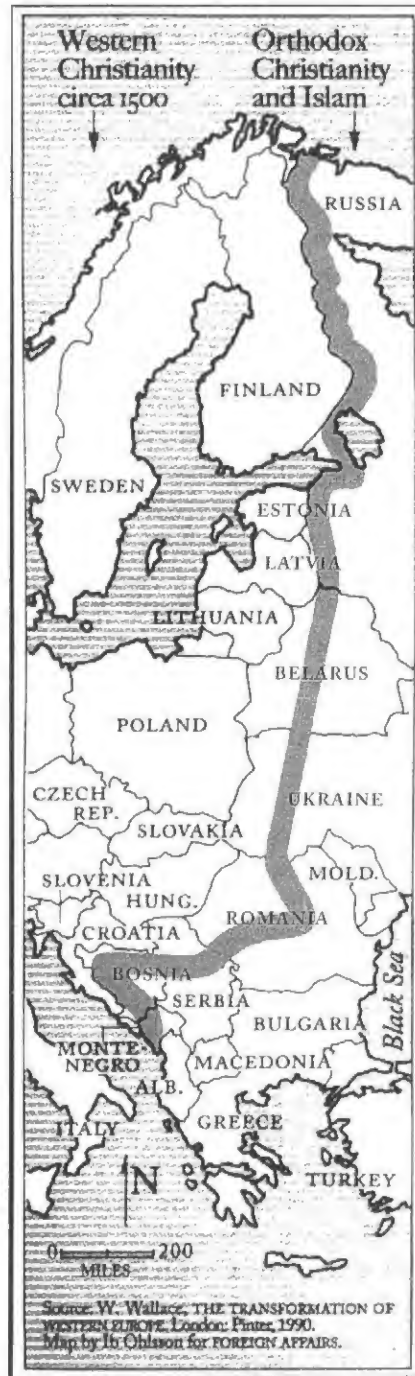 Western
Christianity
circa 1500
Orthodox
Christianity
and Islam
RUSSIA
FINLAND
SWEDEN
ESTONIA
LATVIA
LITHUANIA
BELARUS
POLAND
UKRAINE
CZECH
REP.
SLOVAKIA
MOLD.
SLOVENIA
HUNG.
ROMANIA
CROATIA
BOSNIA
SERBIA
BULGARIA
Black Sea
MONTE-
NEGRO
MACEDONIA
ALB.
ITALY
GREECE
TURKEY
N
0 200
MILES
Source: W. Wallace, THE TRANSFORMATION OF
WESTERN EUROPE. London: Pinter, 1990.
Map by Ib Ohlsson for FOREIGN AFFAIRS.